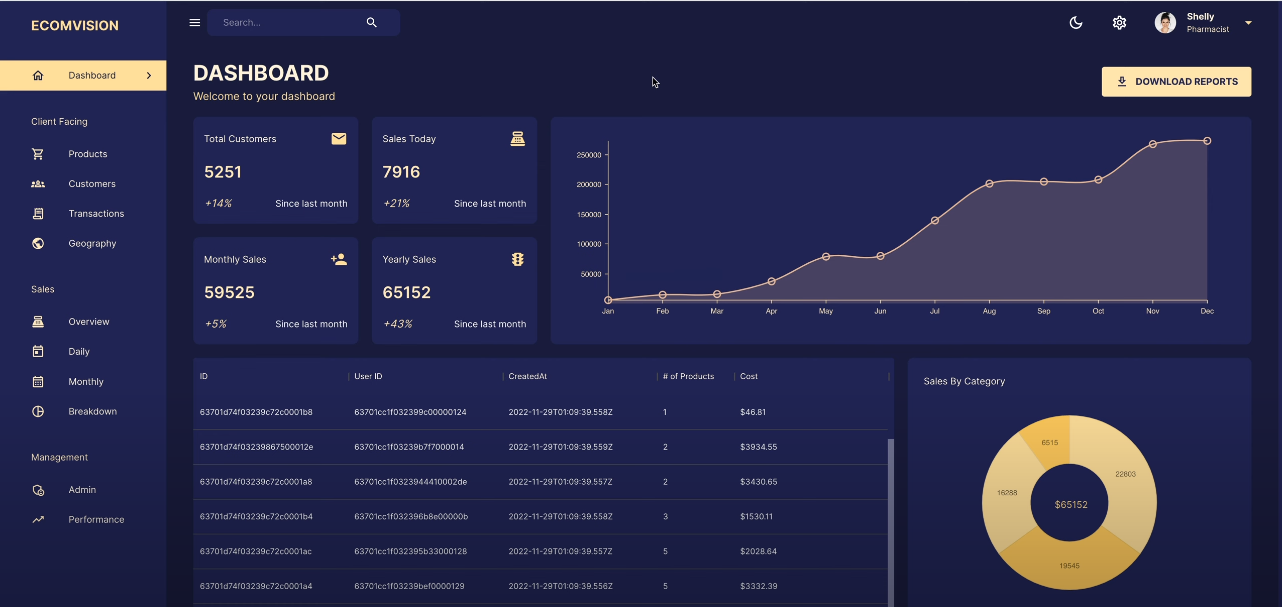 ECOMVISION
Search...
Shelly
Pharmacist
Dashboard
Client Facing
Products
Customers
Transactions
Geography
Sales
Overview
Daily
Monthly
Breakdown
Management
Admin
Performance
DASHBOARD
Welcome to your dashboard
DOWNLOAD REPORTS
Total Customers
5251
+14% Since last month
Sales Today
7916
+21% Since last month
Monthly Sales
59525
+5% Since last month
Yearly Sales
65152
+43% Since last month
250000
200000
150000
100000
50000
Jan Feb Mar Apr May Jun Jul Aug Sep Oct Nov Dec
ID User ID CreatedAt # of Products Cost
63701d74f03239c72c0001b8 63701cc1f032399c00000124 2022-11-29T01:09:39.558Z 1 $46.81
63701d74f03239867500012e 63701cc1f03239b7f7000014 2022-11-29T01:09:39.559Z 2 $3934.55
63701d74f03239c72c0001a8 63701cc1f0323944410002de 2022-11-29T01:09:39.557Z 2 $3430.65
63701d74f03239c72c0001b4 63701cc1f032396b8e00000b 2022-11-29T01:09:39.558Z 3 $1530.11
63701d74f03239c72c0001ac 63701cc1f032395b33000128 2022-11-29T01:09:39.557Z 5 $2028.64
63701d74f03239c72c0001a4 63701cc1f03239bef0000129 2022-11-29T01:09:39.556Z 5 $3332.39
Sales By Category
6515
22803
16288
$65152
19545